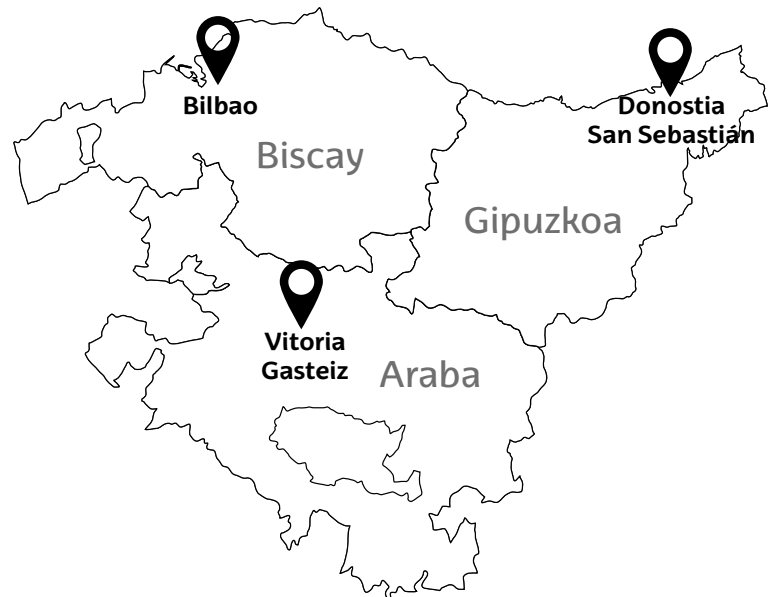 Bilbao
Donostia
San Sebastián
Biscay
Gipuzkoa
Vitoria
Gasteiz
Araba